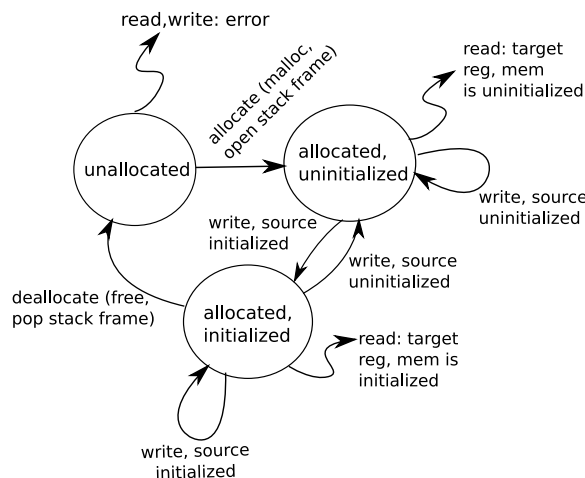 read,write: error
allocate (malloc,
open stack frame)
read: target
reg, mem
is uninitialized
unallocated
allocated,
uninitialized
write, source
uninitialized
write, source
initialized
write, source
uninitialized
deallocate (free,
pop stack frame)
allocated,
initialized
read: target
reg, mem is
initialized
write, source
initialized